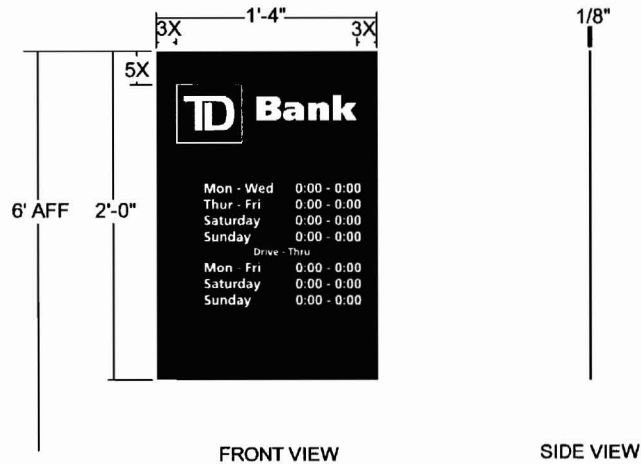 1'-4" 1/8"
3X 3X
5X
TD Bank
Mon - Wed 0:00 - 0:00
Thur - Fri 0:00 - 0:00
6' AFF 2'-0" Saturday 0:00 - 0:00
Sunday 0:00 - 0:00
Drive - Thru
Mon - Fri 0:00 - 0:00
Saturday 0:00 - 0:00
Sunday 0:00 - 0:00
FRONT VIEW SIDE VIEW